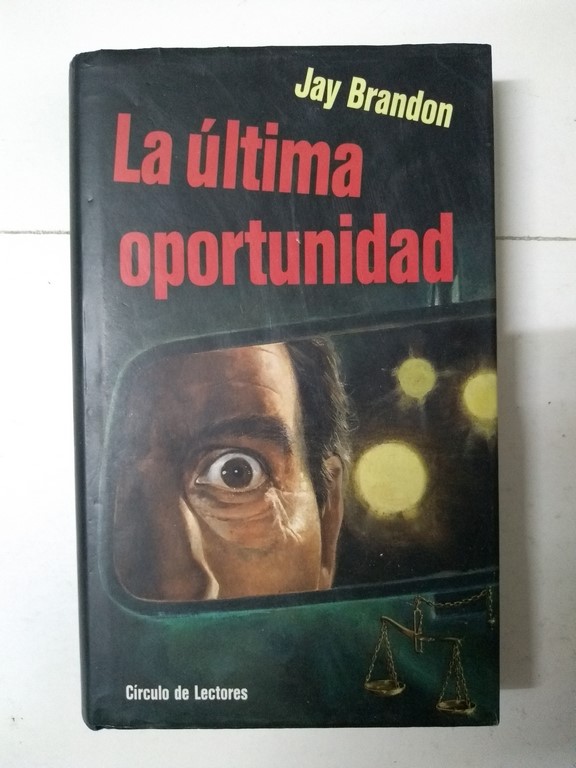 Jay Brandon
La última
oportunidad
Círculo de Lectores